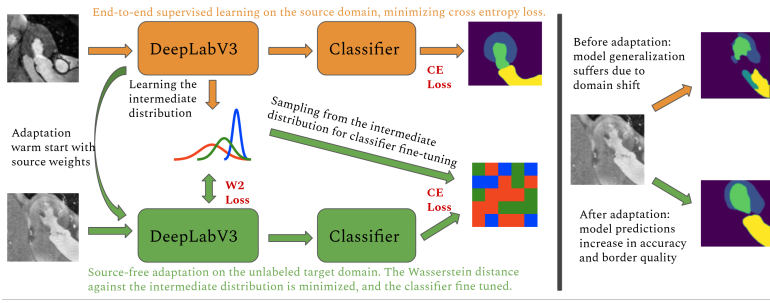 End-to-end supervised learning on the source domain, minimizing cross entropy loss.
DeepLabV3
Classifier
CE
Loss
Learning the
intermediate
distribution
Adaptation
warm start with
source weights
Sampling from the intermediate
distribution for classifier fine-tuning
W2
Loss
CE
Loss
DeepLabV3
Classifier
Source-free adaptation on the unlabeled target domain. The Wasserstein distance
against the intermediate distribution is minimized, and the classifier fine tuned.
Before adaptation:
model generalization
suffers due to
domain shift
After adaptation:
model predictions
increase in accuracy
and border quality